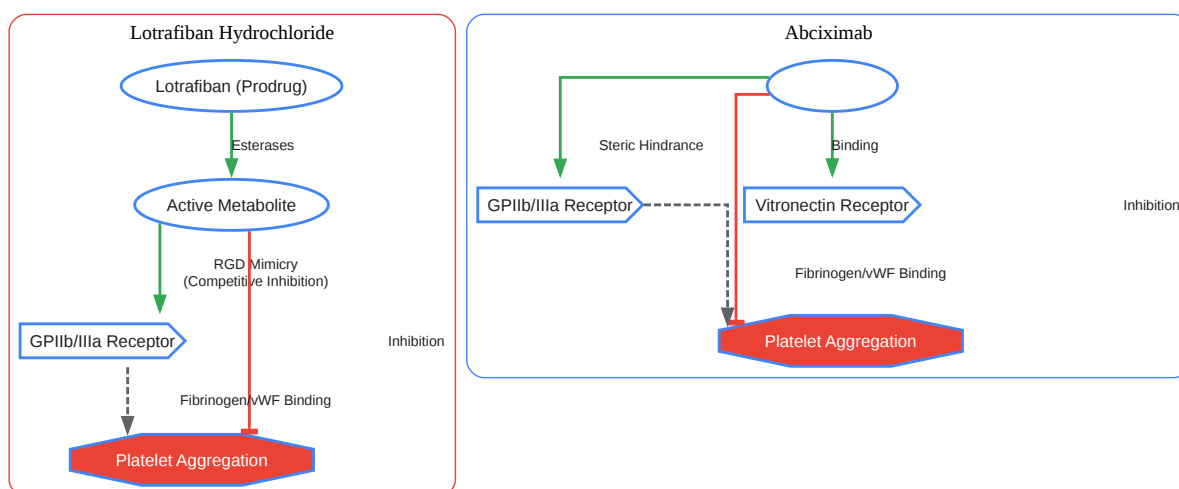 Lotrafiban Hydrochloride
Lotrafiban (Prodrug)
Esterases
Active Metabolite
RGD Mimicry
(Competitive Inhibition)
GPIIb/IIIa Receptor
Inhibition
Fibrinogen/vWF Binding
Platelet Aggregation
Abciximab
Steric Hindrance
Binding
GPIIb/IIIa Receptor
Vitronectin Receptor
Inhibition
Fibrinogen/vWF Binding
Platelet Aggregation